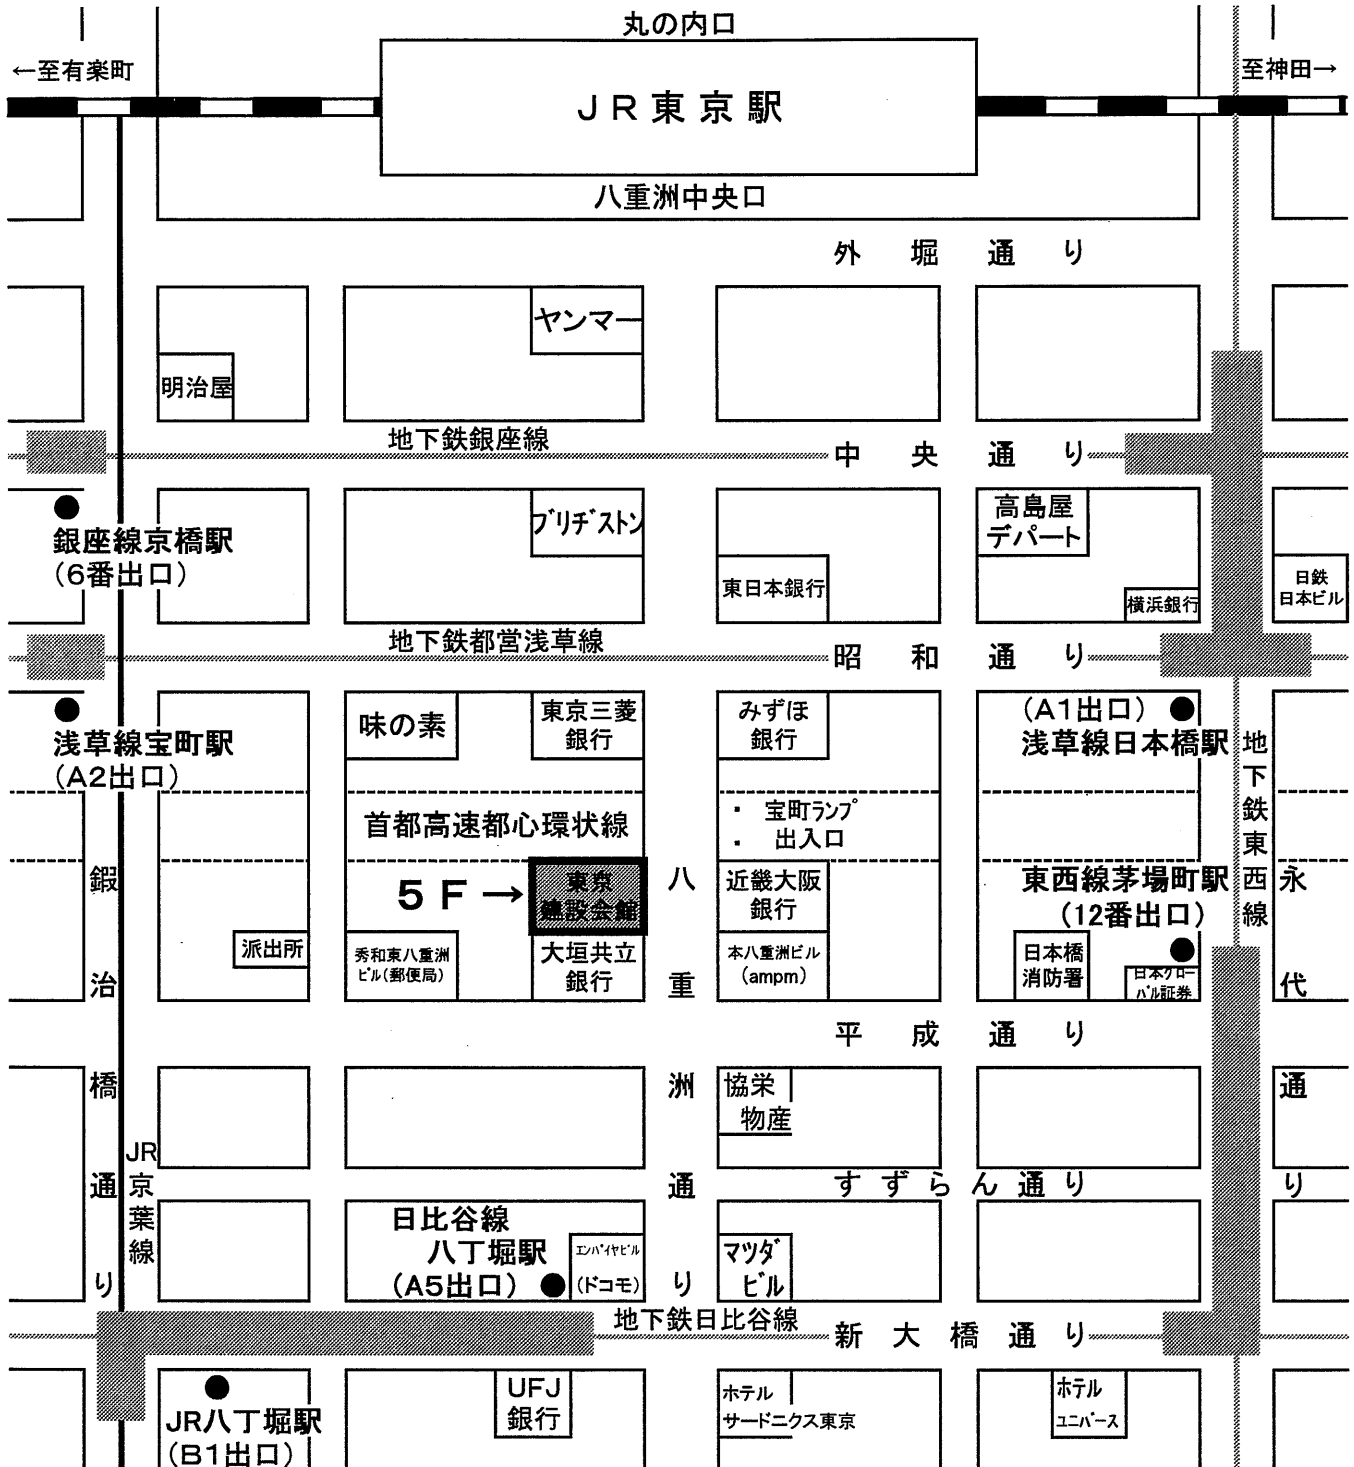 丸の内口
←至有楽町
至神田→
JR東京駅
八重洲中央口
外堀通り
ヤンマー
明治屋
地下鉄銀座線
中央通り
銀座線京橋駅
(6番出口)
ブリヂストン
東日本銀行
高島屋
デパート
横浜銀行
日鉄
日本ビル
地下鉄都営浅草線
昭和通り
浅草線宝町駅
(A2出口)
味の素
東京三菱
銀行
みずほ
銀行
(A1出口)
浅草線日本橋駅
地下鉄東西線
首都高速都心環状線
・ 宝町ランプ
・ 出入口
5F→
東京
建設会館
近畿大阪
銀行
東西線茅場町駅
(12番出口)
派出所
秀和東八重洲
ビル(郵便局)
大垣共立
銀行
本八重洲ビル
(ampm)
日本橋
消防署
日本グロー
バル証券
鍜治橋通り
八重洲通り
永代通り
平成通り
協栄
物産
JR京葉線
すずらん通り
日比谷線
八丁堀駅
(A5出口)
エンパイヤビル
(ドコモ)
マツダ
ビル
地下鉄日比谷線
新大橋通り
JR八丁堀駅
(B1出口)
UFJ
銀行
ホテル
サードニクス東京
ホテル
ユニバース